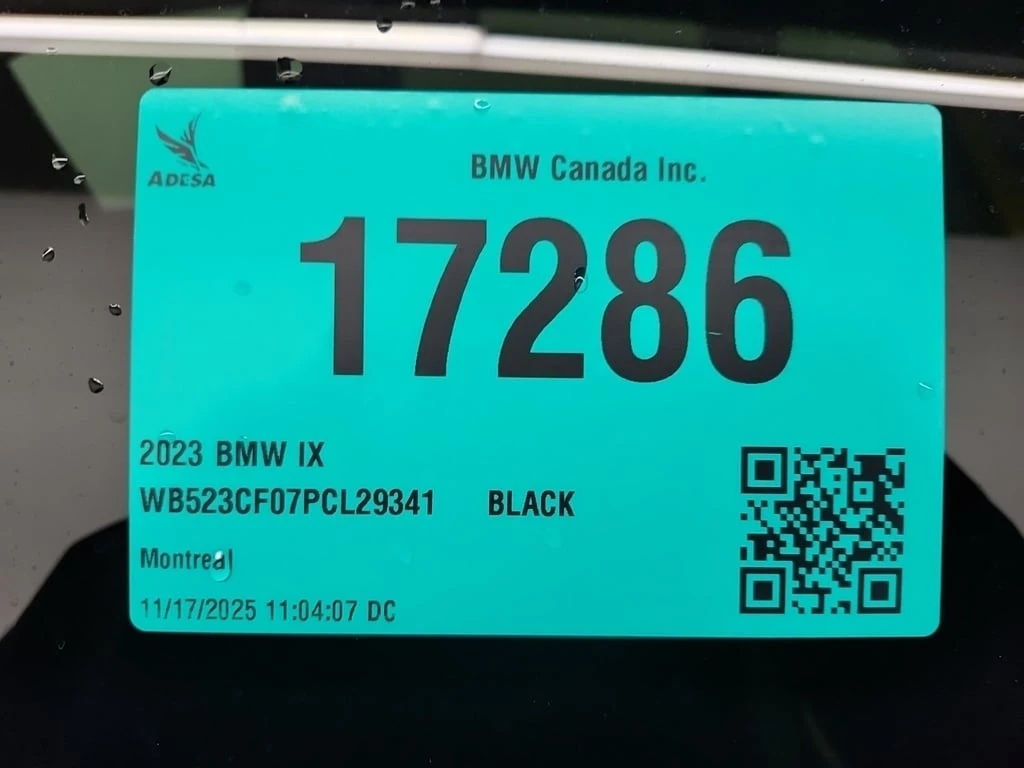 ADESA
BMW Canada Inc.
17286
2023 BMW IX
WB523CF07PCL29341 BLACK
Montreal
11/17/2025 11:04:07 DC